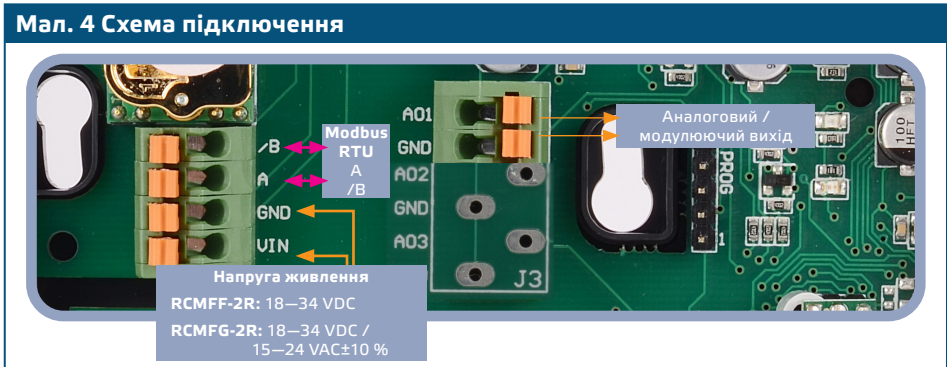 Мал. 4 Схема підключення
/B
A
GND
VIN
Modbus
RTU
A
/B
AO1
GND
AO2
GND
AO3
J3
Аналоговий /
модулюючий вихід
PROG
1
100
HFT
Напруга живлення
RCMFF-2R: 18—34 VDC
RCMFG-2R: 18—34 VDC /
15—24 VAC±10 %